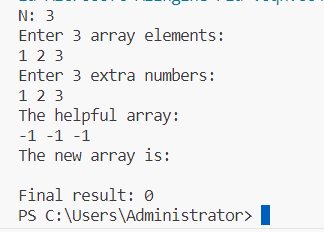 N: 3
Enter 3 array elements:
1 2 3
Enter 3 extra numbers:
1 2 3
The helpful array:
-1 -1 -1
The new array is:
Final result: 0
PS C:\Users\Administrator>